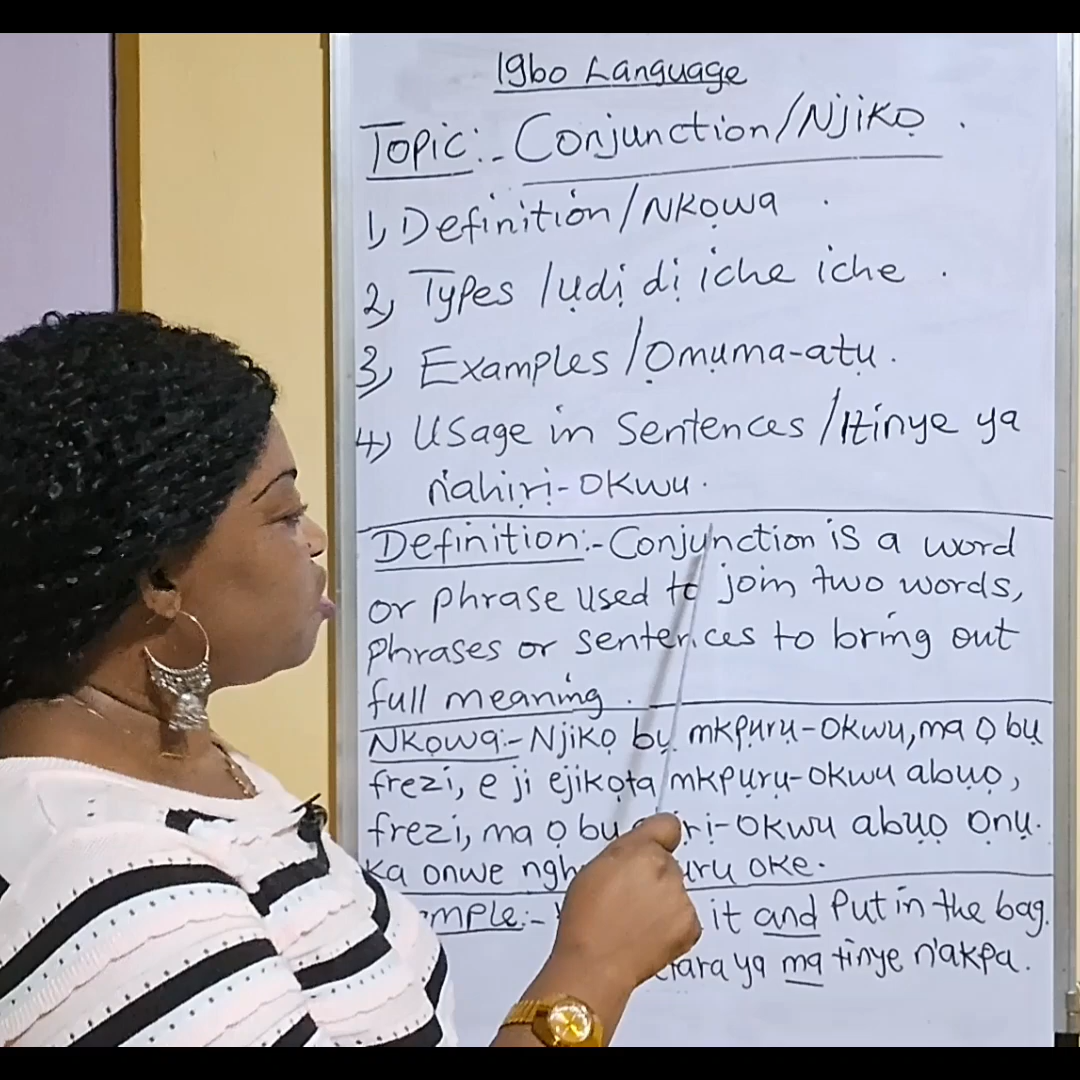 Igbo Language
Topic:- Conjunction/Njikọ.
1, Definition/Nkọwa.
2, Types/ụdị dị iche iche.
3, Examples/Ọmụma-atụ.
4, Usage in Sentences/Itinye ya
n'ahịrị-okwu.
Definition:- Conjunction is a word
or phrase used to join two words,
phrases or sentences to bring out
full meaning.
Nkọwa:- Njikọ bụ mkpụrụ-okwu, ma ọ bụ
frezi, e ji ejikọta mkpụrụ-okwu abụọ,
frezi, ma ọ bụ okwu abụọ ọnụ.
ka onwe oke.
it and put in the bag.
ya ma tinye n'akpa.